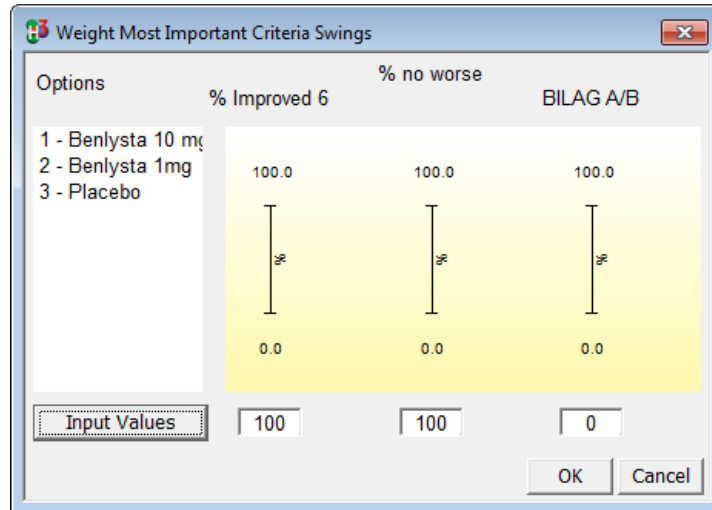 Weight Most Important Criteria Swings
Options
% no worse
% Improved 6
BILAG A/B
1 - Benlysta 10 mg
2 - Benlysta 1mg
3 - Placebo
100.0 100.0 100.0
% % %
0.0 0.0 0.0
Input Values 100 100 0
OK Cancel